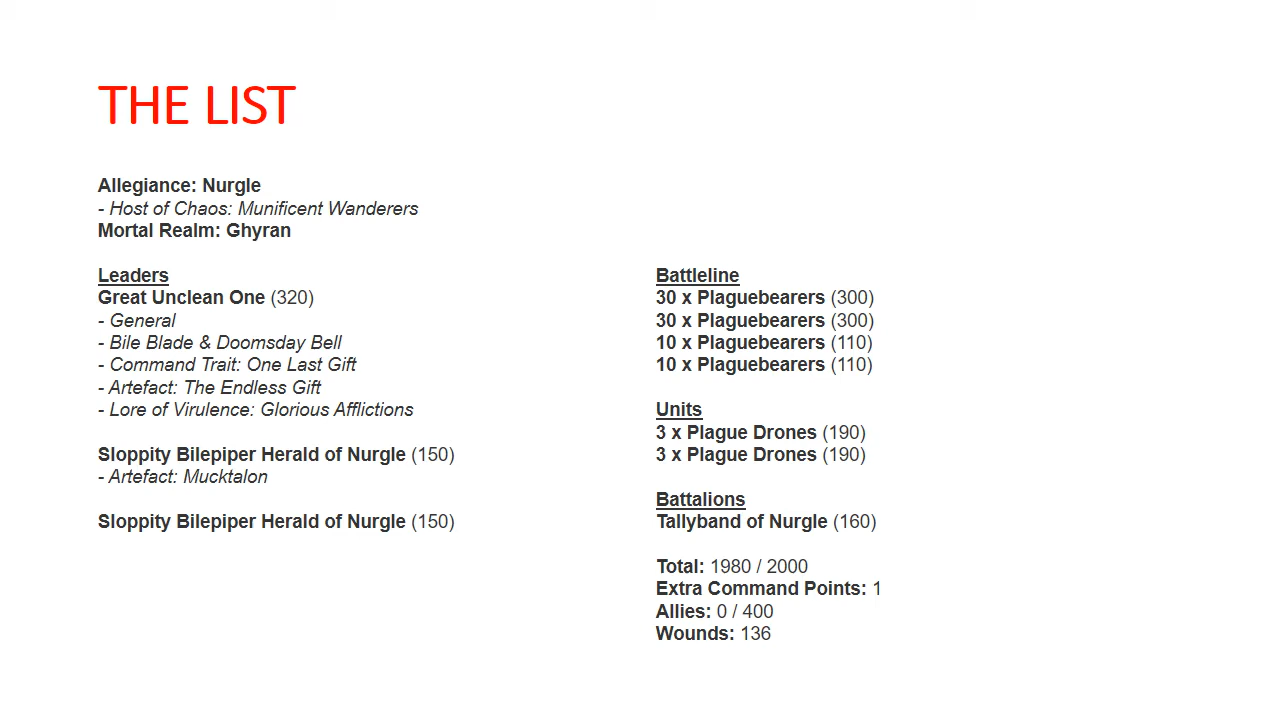 THE LIST
Allegiance: Nurgle
- Host of Chaos: Munificent Wanderers
Mortal Realm: Ghyran
Leaders
Great Unclean One (320)
- General
- Bile Blade & Doomsday Bell
- Command Trait: One Last Gift
- Artefact: The Endless Gift
- Lore of Virulence: Glorious Afflictions
Sloppity Bilepiper Herald of Nurgle (150)
- Artefact: Mucktalon
Sloppity Bilepiper Herald of Nurgle (150)
Battleline
30 x Plaguebearers (300)
30 x Plaguebearers (300)
10 x Plaguebearers (110)
10 x Plaguebearers (110)
Units
3 x Plague Drones (190)
3 x Plague Drones (190)
Battalions
Tallyband of Nurgle (160)
Total: 1980 / 2000
Extra Command Points: 1
Allies: 0 / 400
Wounds: 136